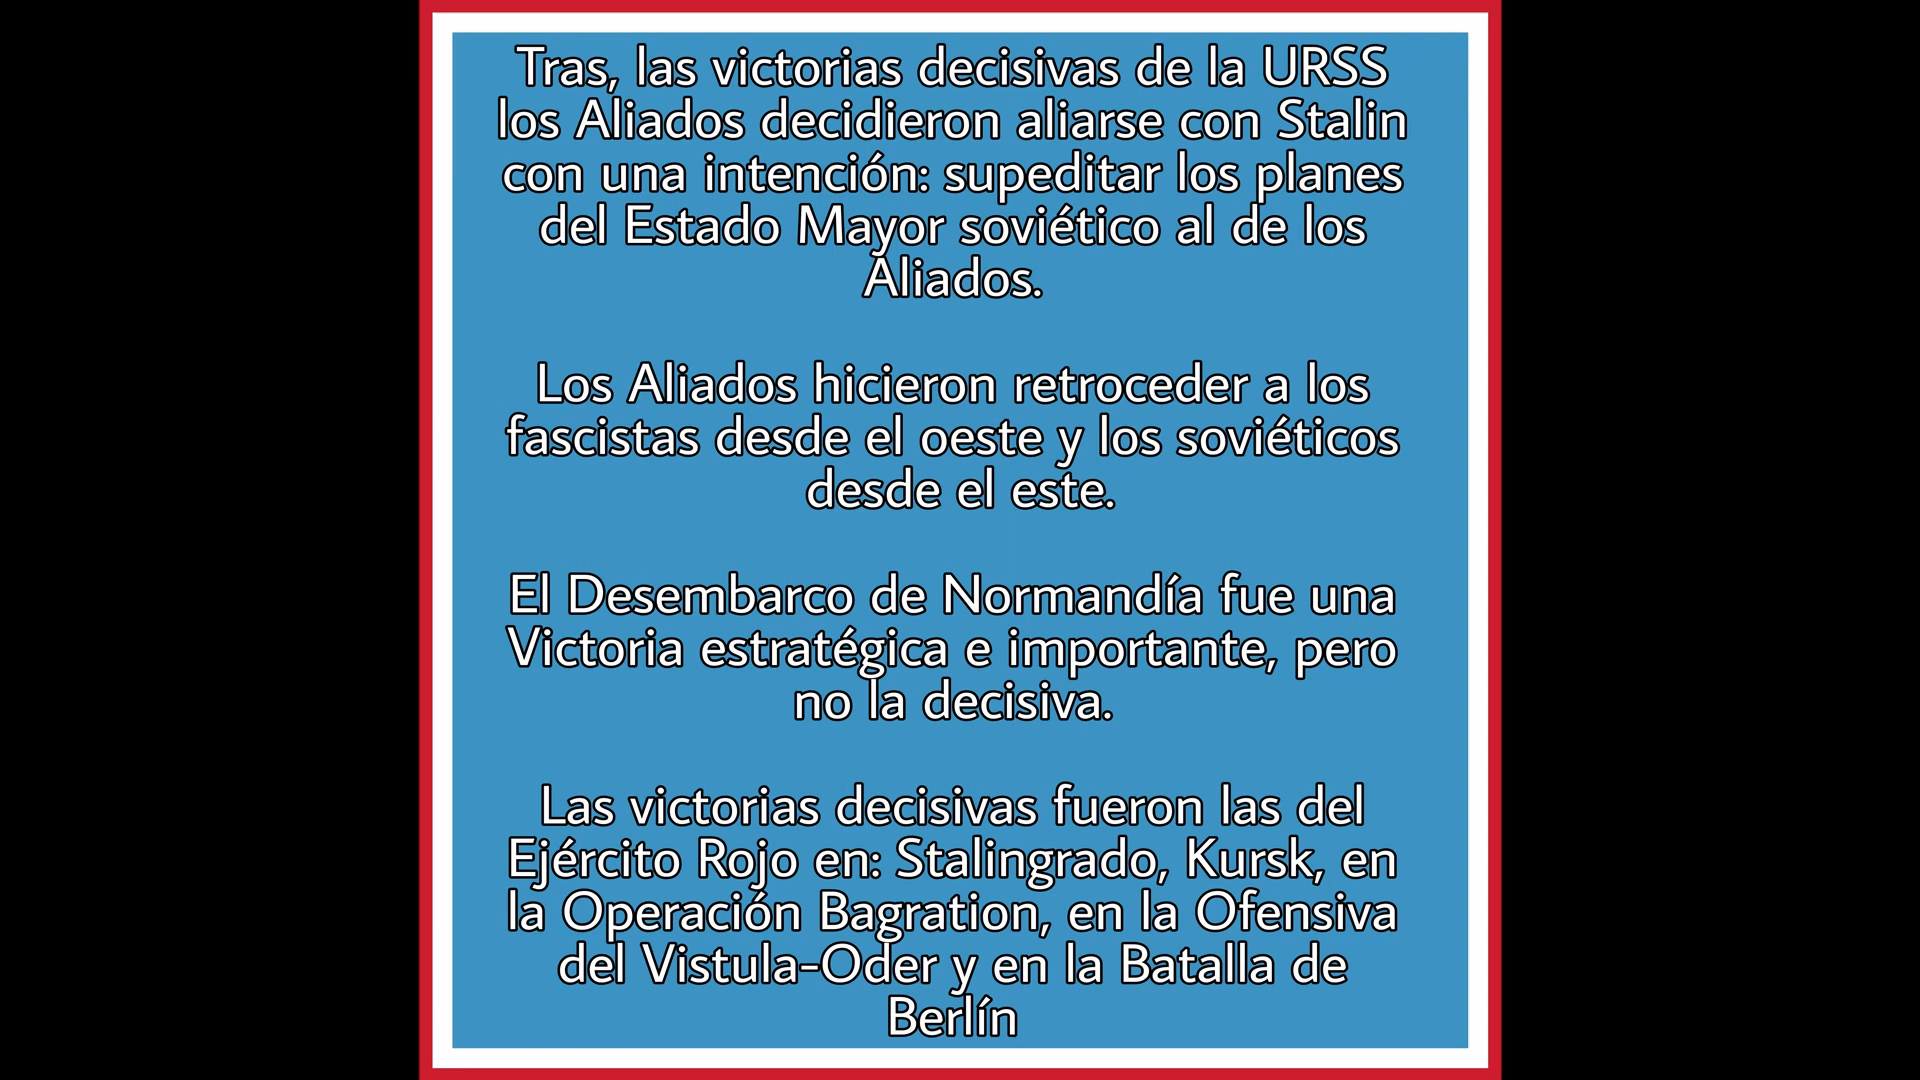 Tras, las victorias decisivas de la URSS
los Aliados decidieron aliarse con Stalin
con una intención: supeditar los planes
del Estado Mayor soviético al de los
Aliados.
Los Aliados hicieron retroceder a los
fascistas desde el oeste y los soviéticos
desde el este.
El Desembarco de Normandía fue una
Victoria estratégica e importante, pero
no la decisiva.
Las victorias decisivas fueron las del
Ejército Rojo en: Stalingrado, Kursk, en
la Operación Bagration, en la Ofensiva
del Vistula-Oder y en la Batalla de
Berlín